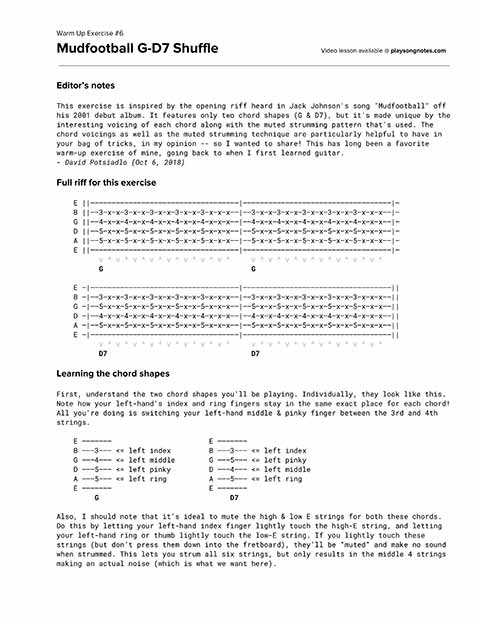 Warm Up Exercise #6
Mudfootball G-D7 Shuffle
Video lesson available @ playsongnotes.com
Editor's notes
This exercise is inspired by the opening riff heard in Jack Johnson's song "Mudfootball" off
his 2001 debut album. It features only two chord shapes (G & D7), but it's made unique by the
interesting voicing of each chord along with the muted strumming pattern that's used. The
chord voicings as well as the muted strumming technique are particularly helpful to have in
your bag of tricks, in my opinion -- so I wanted to share! This has long been a favorite
warm-up exercise of mine, going back to when I first learned guitar.
- David Potsiadlo (Oct 6, 2018)
Full riff for this exercise
E ||-----------------------------------|-----------------------------------|-
B ||--3-x-x-3-x-x-3-x-x-3-x-x-3-x-x-x--|--3-x-x-3-x-x-3-x-x-3-x-x-3-x-x-x--|-
G ||--4-x-x-4-x-x-4-x-x-4-x-x-4-x-x-x--|--4-x-x-4-x-x-4-x-x-4-x-x-4-x-x-x--|-
D ||--5-x-x-5-x-x-5-x-x-5-x-x-5-x-x-x--|--5-x-x-5-x-x-5-x-x-5-x-x-5-x-x-x--|-
A ||--5-x-x-5-x-x-5-x-x-5-x-x-5-x-x-x--|--5-x-x-5-x-x-5-x-x-5-x-x-5-x-x-x--|-
E ||-----------------------------------|-----------------------------------|-
v ^ v ^ v ^ v ^ v ^ v ^ v ^ v ^ v ^ v ^ v ^ v ^ v ^ v ^ v ^ v ^
G G
E -|-----------------------------------|-----------------------------------||
B -|--3-x-x-3-x-x-3-x-x-3-x-x-3-x-x-x--|--3-x-x-3-x-x-3-x-x-3-x-x-3-x-x-x--||
G -|--5-x-x-5-x-x-5-x-x-5-x-x-5-x-x-x--|--5-x-x-5-x-x-5-x-x-5-x-x-5-x-x-x--||
D -|--4-x-x-4-x-x-4-x-x-4-x-x-4-x-x-x--|--4-x-x-4-x-x-4-x-x-4-x-x-4-x-x-x--||
A -|--5-x-x-5-x-x-5-x-x-5-x-x-5-x-x-x--|--5-x-x-5-x-x-5-x-x-5-x-x-5-x-x-x--||
E -|-----------------------------------|-----------------------------------||
v ^ v ^ v ^ v ^ v ^ v ^ v ^ v ^ v ^ v ^ v ^ v ^ v ^ v ^ v ^ v ^
D7 D7
Learning the chord shapes
First, understand the two chord shapes you'll be playing. Individually, they look like this.
Note how your left-hand's index and ring fingers stay in the same exact place for each chord!
All you're doing is switching your left-hand middle & pinky finger between the 3rd and 4th
strings.
E ------- E -------
B ---3--- <= left index B ---3--- <= left index
G ---4--- <= left middle G ---5--- <= left pinky
D ---5--- <= left pinky D ---4--- <= left middle
A ---5--- <= left ring A ---5--- <= left ring
E ------- E -------
G D7
Also, I should note that it's ideal to mute the high & low E strings for both these chords.
Do this by letting your left-hand index finger lightly touch the high-E string, and letting
your left-hand ring or thumb lightly touch the low-E string. If you lightly touch these
strings (but don't press them down into the fretboard), they'll be "muted" and make no sound
when strummed. This lets you strum all six strings, but only results in the middle 4 strings
making an actual noise (which is what we want here).